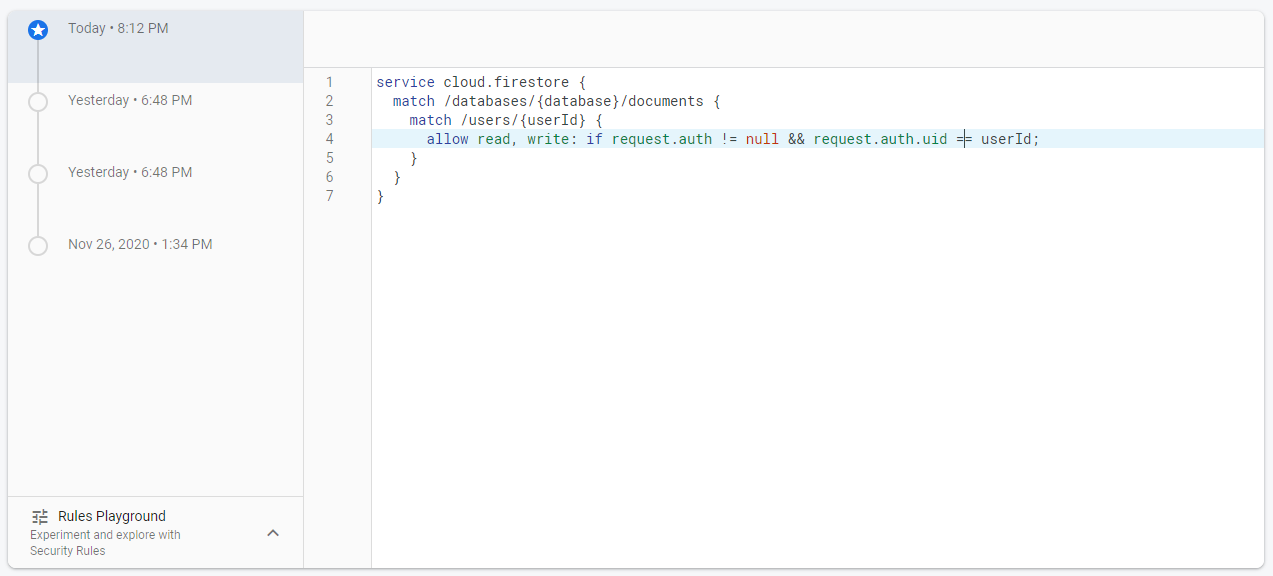 Today • 8:12 PM
Yesterday • 6:48 PM
Yesterday • 6:48 PM
Nov 26, 2020 • 1:34 PM
Rules Playground
Experiment and explore with
Security Rules
1 service cloud.firestore {
2   match /databases/{database}/documents {
3     match /users/{userId} {
4       allow read, write: if request.auth != null && request.auth.uid == userId;
5     }
6   }
7 }